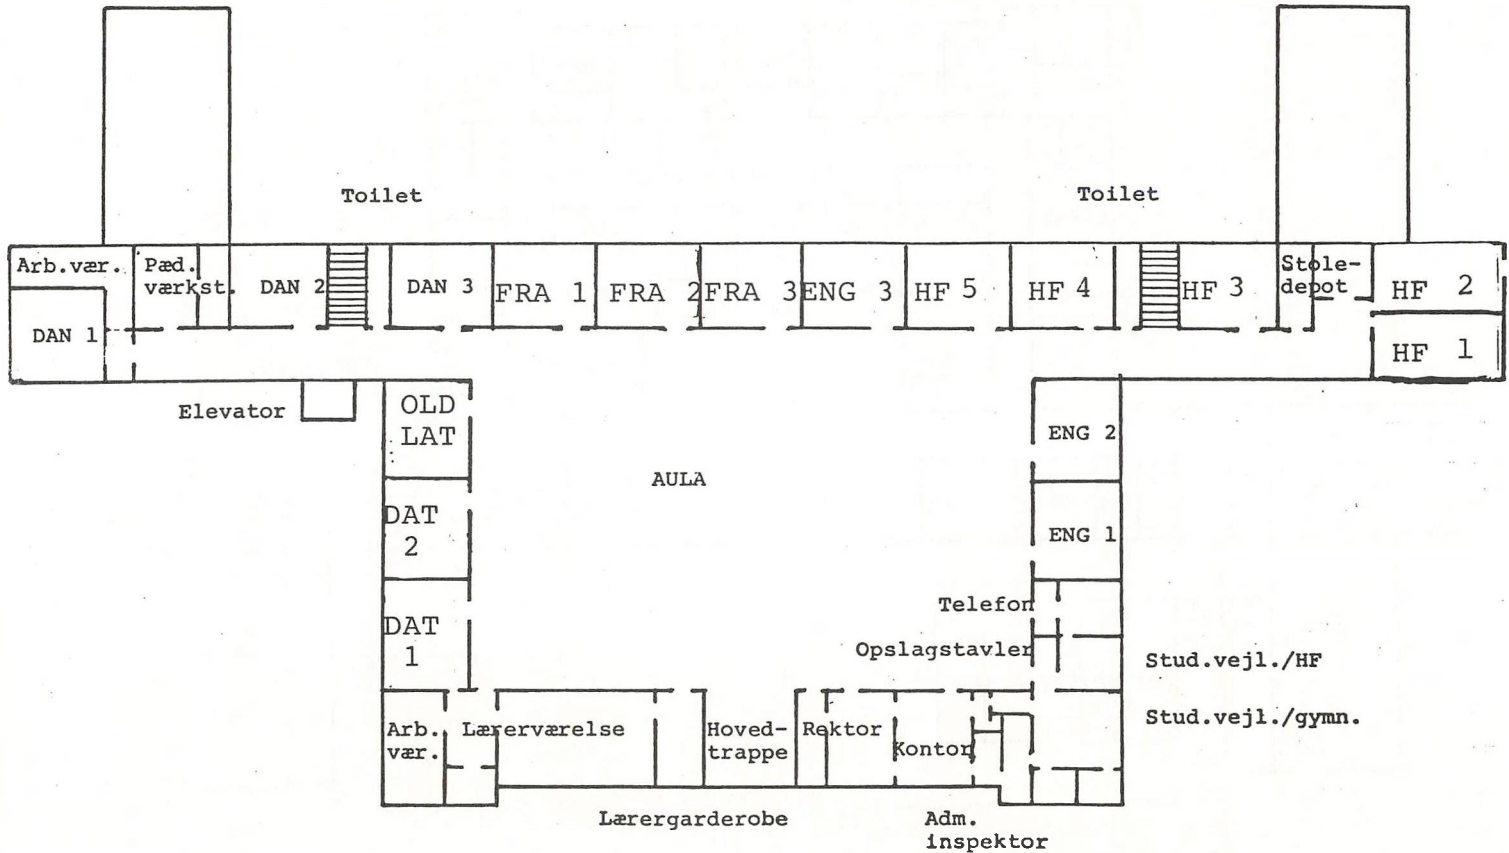 Toilet
Toilet
Arb.vær.
Pæd.
værkst.
DAN 2
DAN 3
FRA 1
FRA 2
FRA 3
ENG 3
HF 5
HF 4
HF 3
Stole-
depot
HF 2
DAN 1
HF 1
Elevator
OLD
LAT
ENG 2
AULA
DAT
2
ENG 1
Telefon
DAT
1
Opslagstavler
Stud.vejl./HF
Stud.vejl./gymn.
Arb.
vær.
Lærerværelse
Hoved-
trappe
Rektor
Kontor
Lærergarderobe
Adm.
inspektor